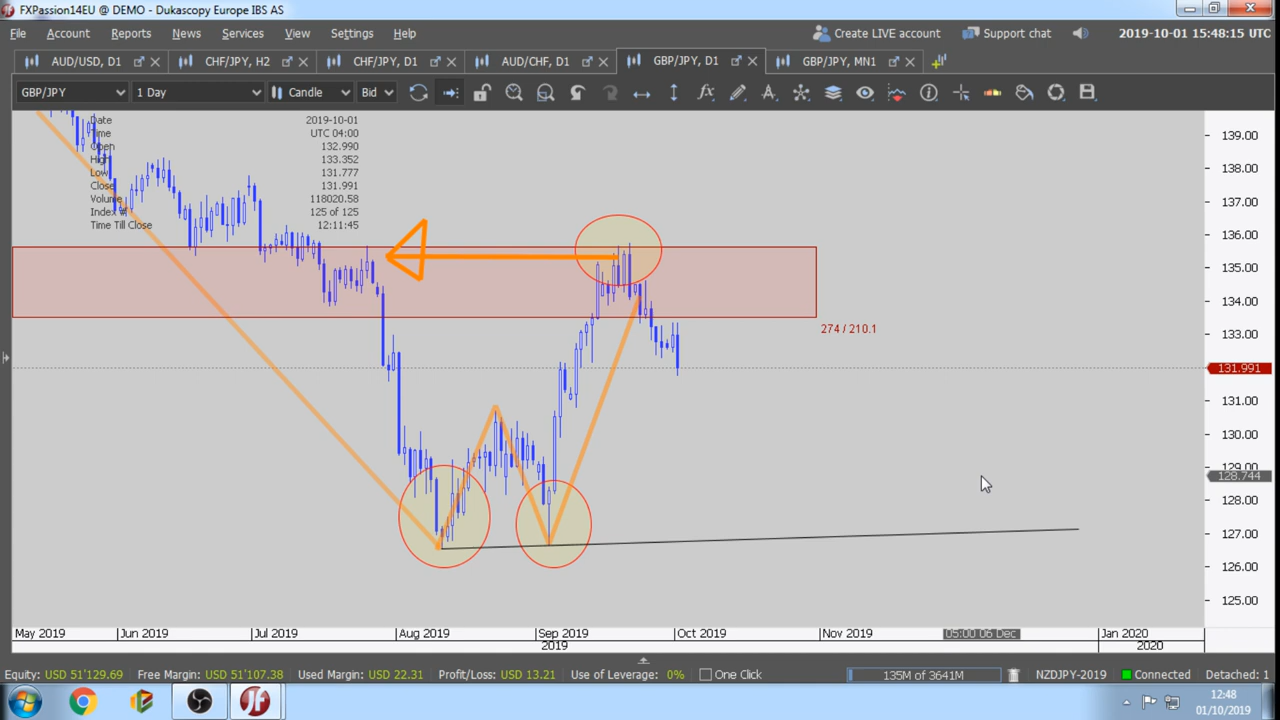 FXPassion14EU @ DEMO - Dukascopy Europe IBS AS
File Account Reports News Services View Settings Help Create LIVE account Support chat 2019-10-01 15:48:15 UTC
AUD/USD, D1 CHF/JPY, H2 CHF/JPY, D1 AUD/CHF, D1 GBP/JPY, D1 GBP/JPY, MN1
GBP/JPY 1 Day Candle Bid
Date 2019-10-01
Time UTC 04:00
Open 132.990
High 133.352
Low 131.777
Close 131.991
Volume 118020.58
Index # 125 of 125
Time Till Close 12:11:45
139.00
138.00
137.00
136.00
135.00
134.00
274 / 210.1
133.00
131.991
131.00
130.00
129.00
128.744
128.00
127.00
126.00
125.00
May 2019 Jun 2019 Jul 2019 Aug 2019 Sep 2019 Oct 2019 Nov 2019 05:00 06 Dec Jan 2020
2019 2020
Equity: USD 51'129.69 Free Margin: USD 51'107.38 Used Margin: USD 22.31 Profit/Loss: USD 13.21 Use of Leverage: 0% One Click 135M of 3641M NZDJPY-2019 Connected Detached: 1
12:48
01/10/2019